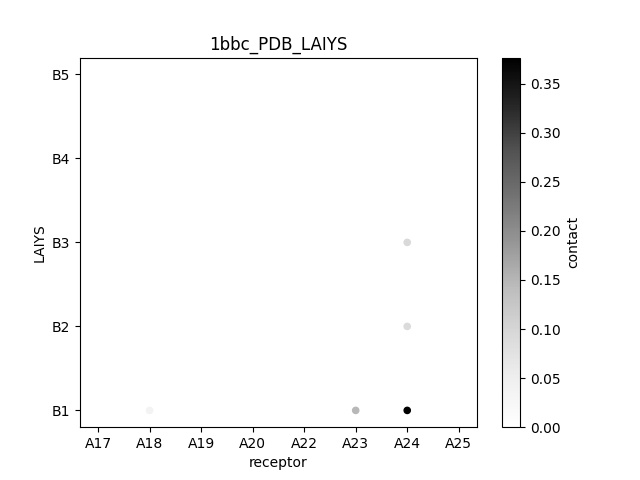 1bbc_PDB_LAIYS
B5
B4
B3
B2
B1
LAIYS
A17 A18 A19 A20 A22 A23 A24 A25
receptor
0.35
0.30
0.25
0.20
0.15
0.10
0.05
0.00
contact